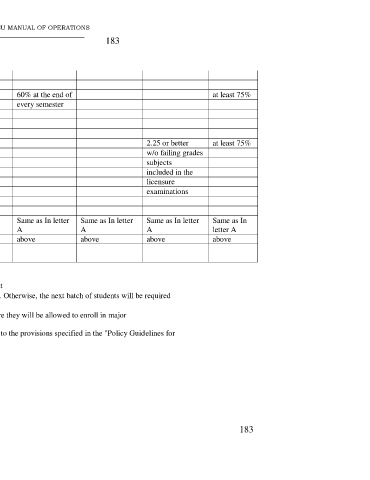 U MANUAL OF OPERATIONS
183
60% at the end of at least 75%
every semester
2.25 or better at least 75%
w/o failing grades
subjects
included in the
licensure
examinations
Same as In letter Same as In letter Same as In letter Same as In
A A A letter A
above above above above
t
. Otherwise, the next batch of students will be required
e they will be allowed to enroll in major
to the provisions specified in the "Policy Guidelines for
183